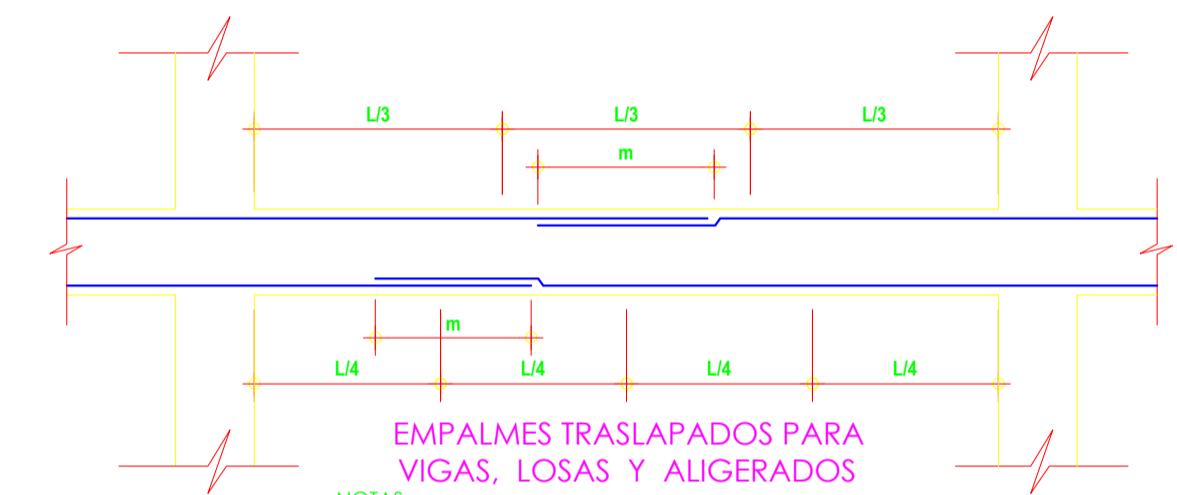 L/3 L/3 L/3
m
m
L/4 L/4 L/4 L/4
EMPALMES TRASLAPADOS PARA
VIGAS, LOSAS Y ALIGERADOS